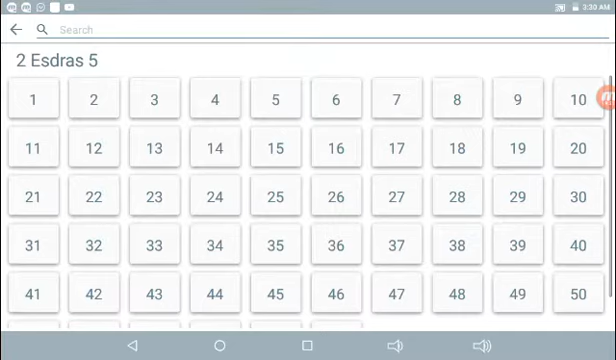 3:30 AM
Search
2 Esdras 5
1 2 3 4 5 6 7 8 9 10
11 12 13 14 15 16 17 18 19 20
21 22 23 24 25 26 27 28 29 30
31 32 33 34 35 36 37 38 39 40
41 42 43 44 45 46 47 48 49 50